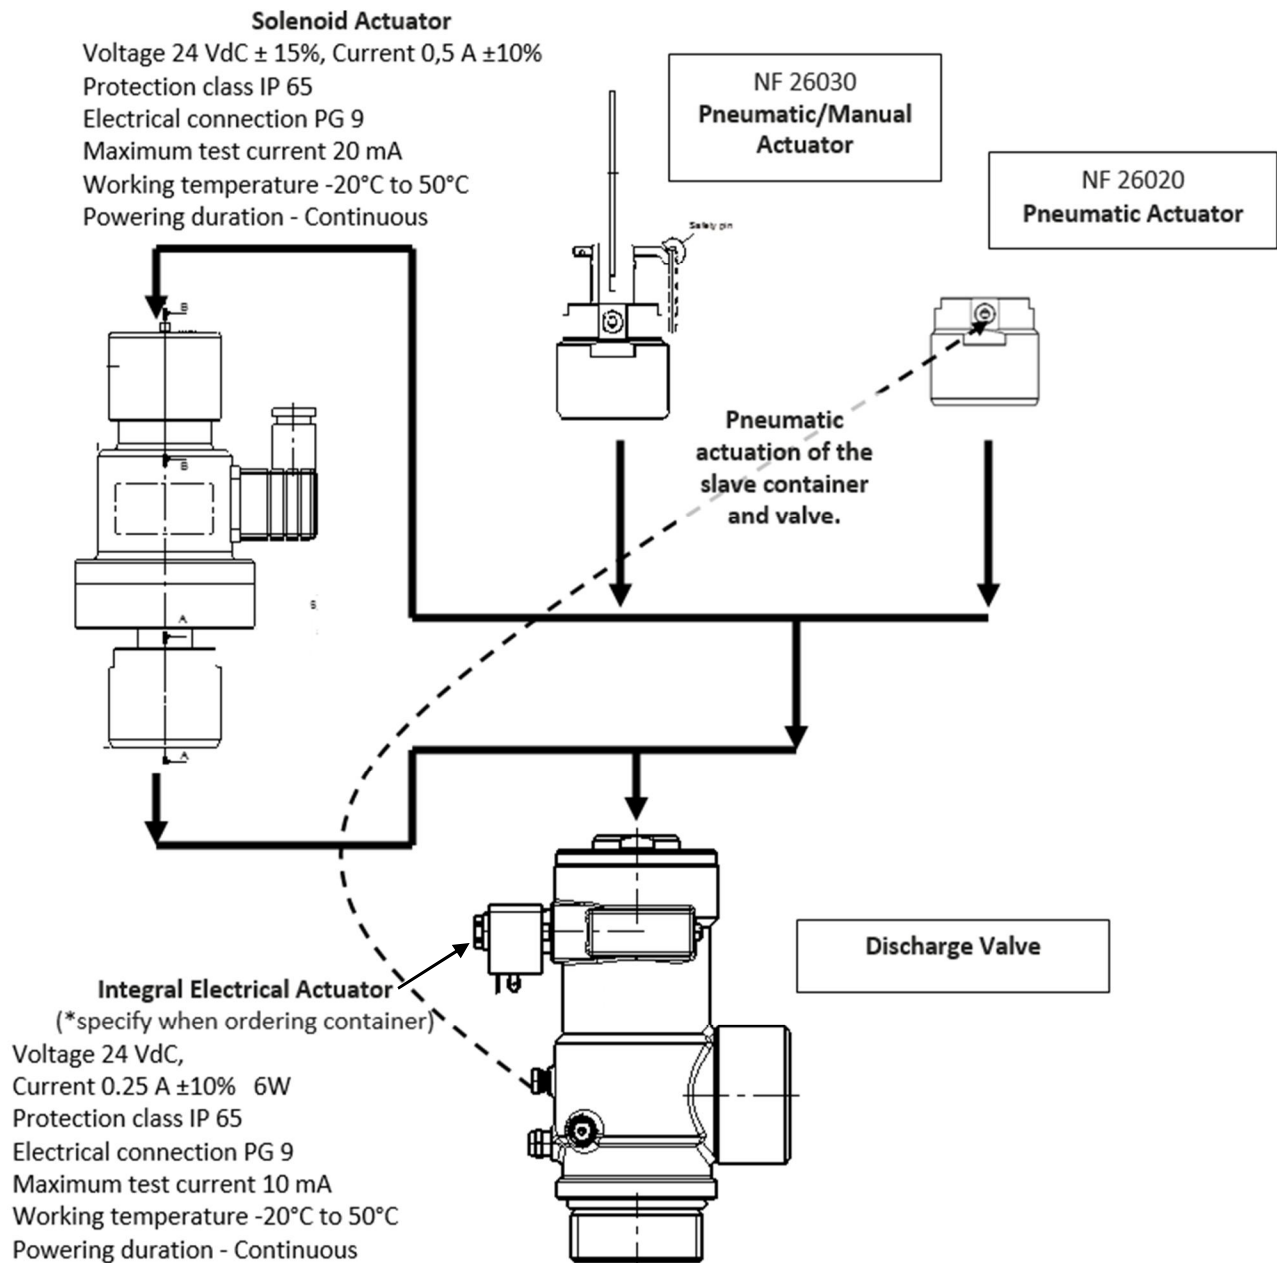 Solenoid Actuator
Voltage 24 VdC ± 15%, Current 0,5 A ±10%
Protection class IP 65
Electrical connection PG 9
Maximum test current 20 mA
Working temperature -20°C to 50°C
Powering duration - Continuous
NF 26030
Pneumatic/Manual
Actuator
NF 26020
Pneumatic Actuator
Safety pin
B
B
A
A
Pneumatic
actuation of the
slave container
and valve.
Discharge Valve
Integral Electrical Actuator
(*specify when ordering container)
Voltage 24 VdC,
Current 0.25 A ±10% 6W
Protection class IP 65
Electrical connection PG 9
Maximum test current 10 mA
Working temperature -20°C to 50°C
Powering duration - Continuous